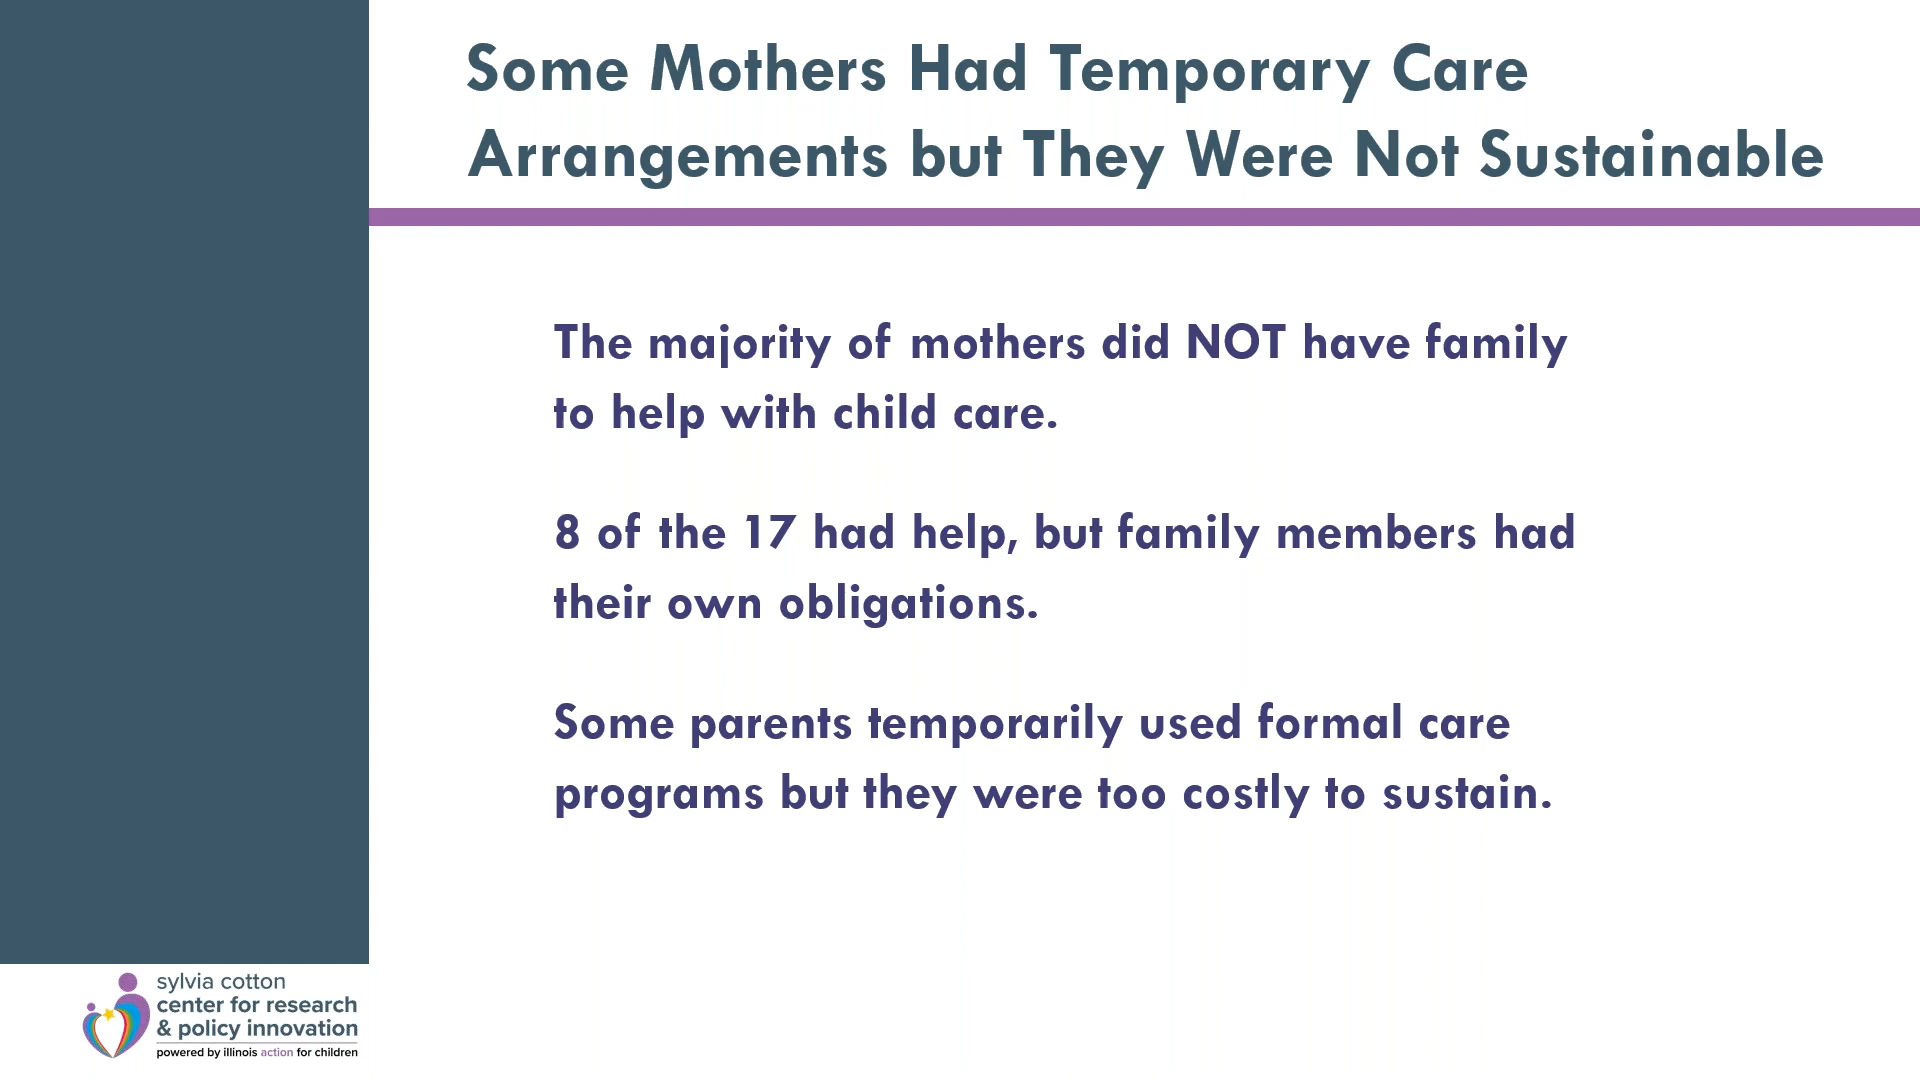 Some Mothers Had Temporary Care
Arrangements but They Were Not Sustainable
The majority of mothers did NOT have family
to help with child care.
8 of the 17 had help, but family members had
their own obligations.
Some parents temporarily used formal care
programs but they were too costly to sustain.
sylvia cotton
center for research
& policy innovation
powered by illinois action for children